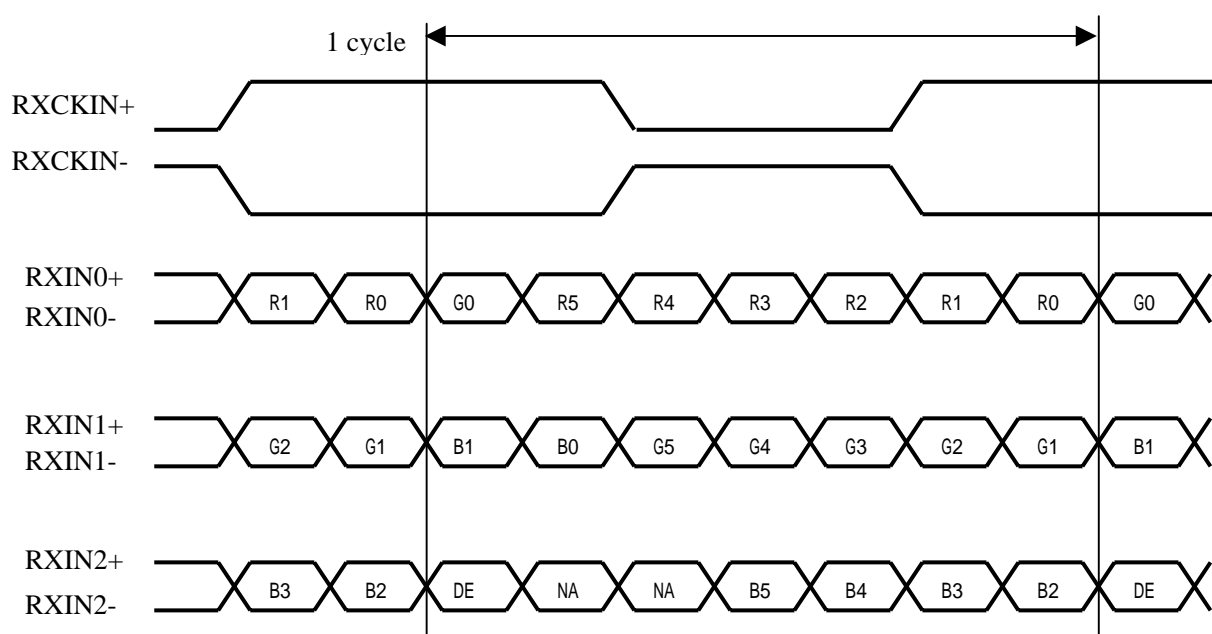 1 cycle
RXCKIN+
RXCKIN-
RXIN0+
RXIN0-
R1 R0 G0 R5 R4 R3 R2 R1 R0 G0
RXIN1+
RXIN1-
G2 G1 B1 B0 G5 G4 G3 G2 G1 B1
RXIN2+
RXIN2-
B3 B2 DE NA NA B5 B4 B3 B2 DE